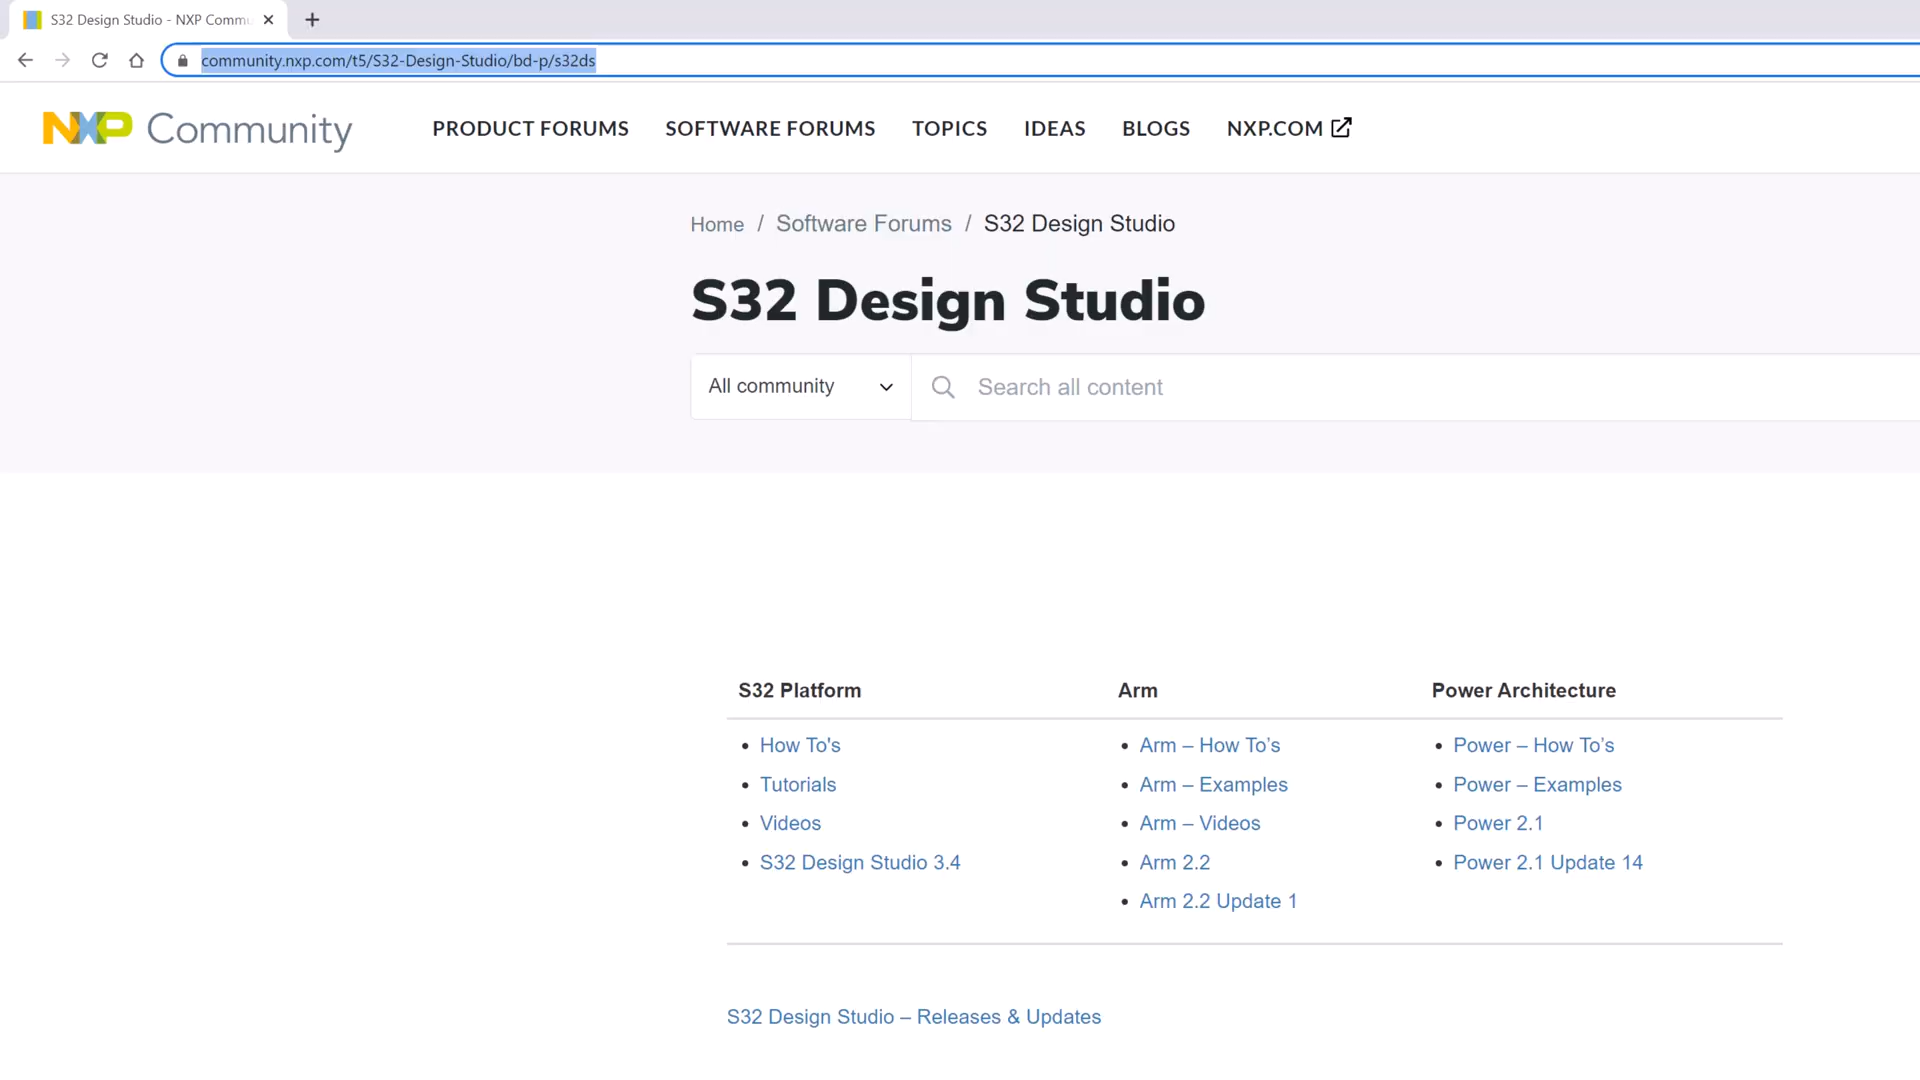 S32 Design Studio - NXP Commu
community.nxp.com/t5/S32-Design-Studio/bd-p/s32ds
NXP Community
PRODUCT FORUMS
SOFTWARE FORUMS
TOPICS
IDEAS
BLOGS
NXP.COM
Home / Software Forums / S32 Design Studio
S32 Design Studio
All community
Search all content
S32 Platform
Arm
Power Architecture
How To's
Arm – How To’s
Power – How To’s
Tutorials
Arm – Examples
Power – Examples
Videos
Arm – Videos
Power 2.1
S32 Design Studio 3.4
Arm 2.2
Power 2.1 Update 14
Arm 2.2 Update 1
S32 Design Studio – Releases & Updates